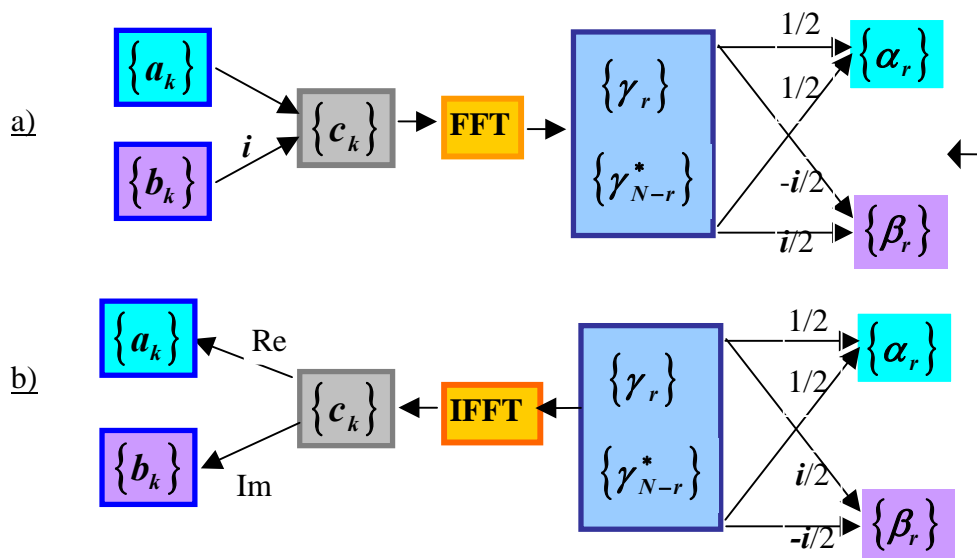 a)
{a_k}
{b_k}
i
{c_k}
FFT
{γ_r}
{γ*_{N-r}}
1/2
1/2
-i/2
i/2
{α_r}
{β_r}
b)
{a_k}
{b_k}
Re
Im
{c_k}
IFFT
{γ_r}
{γ*_{N-r}}
1/2
1/2
i/2
-i/2
{α_r}
{β_r}